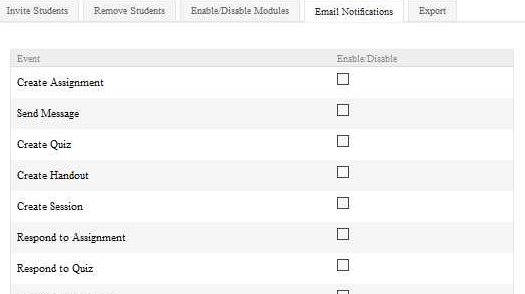 Invite Students Remove Students Enable/Disable Modules Email Notifications Export
Event Enable/Disable
Create Assignment
Send Message
Create Quiz
Create Handout
Create Session
Respond to Assignment
Respond to Quiz